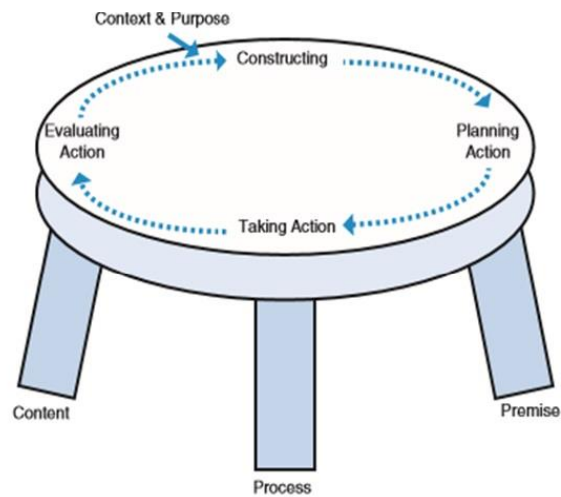 Context & Purpose
Constructing
Evaluating
Action
Planning
Action
Taking Action
Content
Process
Premise